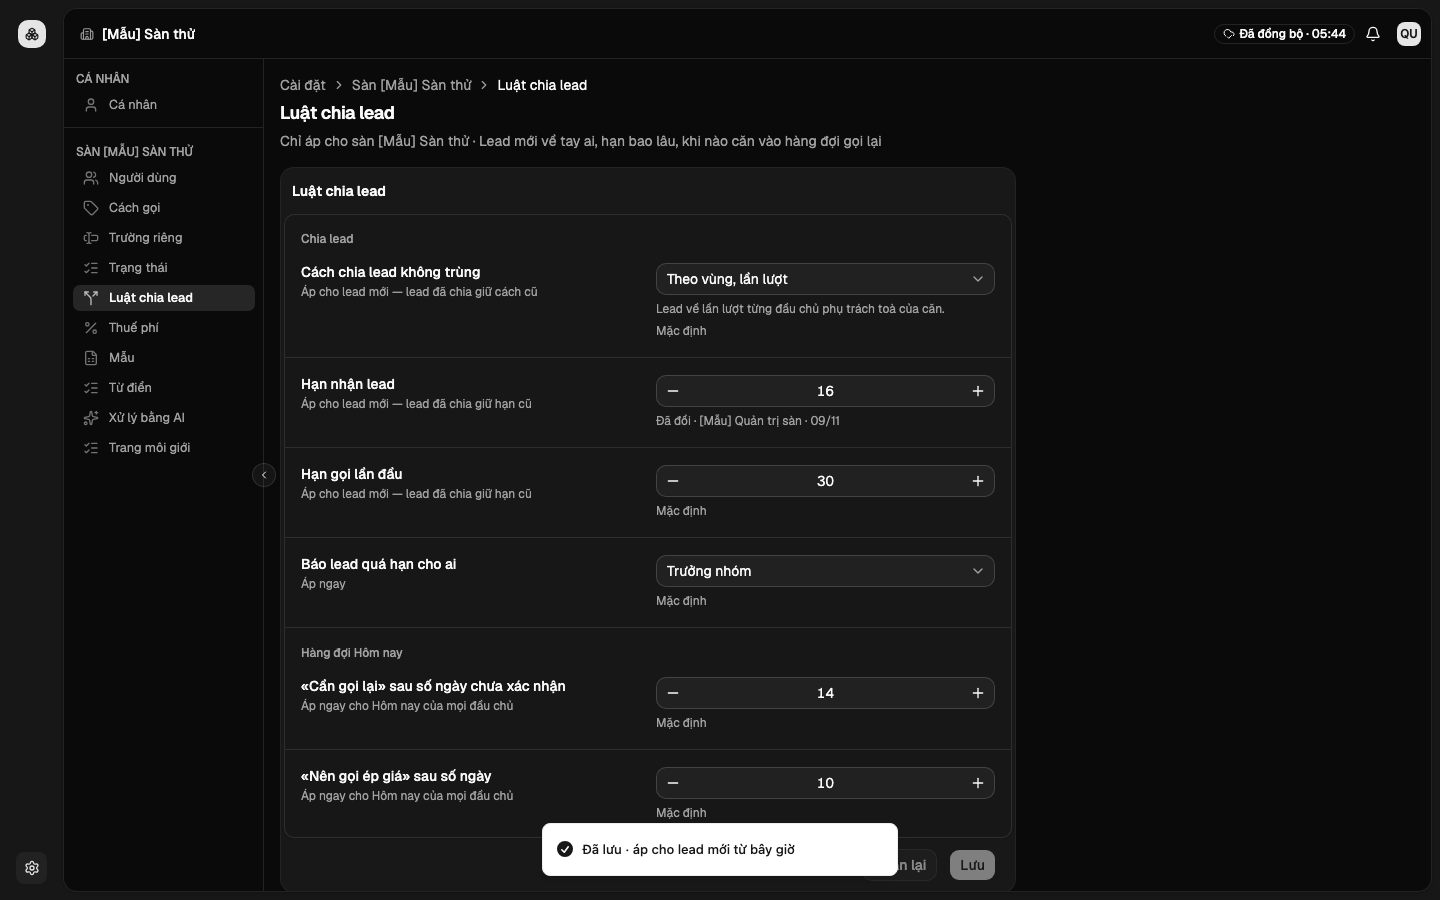 [Mẫu] Sàn thử
Đã đồng bộ · 05:44
QU
CÁ NHÂN
Cá nhân
SÀN [MẪU] SÀN THỬ
Người dùng
Cách gọi
Trường riêng
Trạng thái
Luật chia lead
Thuế phí
Mẫu
Từ điển
Xử lý bằng AI
Trang môi giới
Cài đặt > Sàn [Mẫu] Sàn thử > Luật chia lead
Luật chia lead
Chỉ áp cho sàn [Mẫu] Sàn thử · Lead mới về tay ai, hạn bao lâu, khi nào căn vào hàng đợi gọi lại
Luật chia lead
Chia lead
Cách chia lead không trùng
Áp cho lead mới — lead đã chia giữ cách cũ
Theo vùng, lần lượt
Lead về lần lượt từng đầu chủ phụ trách toà của căn.
Mặc định
Hạn nhận lead
Áp cho lead mới — lead đã chia giữ hạn cũ
16
Đã đổi · [Mẫu] Quản trị sàn · 09/11
Hạn gọi lần đầu
Áp cho lead mới — lead đã chia giữ hạn cũ
30
Mặc định
Báo lead quá hạn cho ai
Áp ngay
Trưởng nhóm
Mặc định
Hàng đợi Hôm nay
«Cần gọi lại» sau số ngày chưa xác nhận
Áp ngay cho Hôm nay của mọi đầu chủ
14
Mặc định
«Nên gọi ép giá» sau số ngày
Áp ngay cho Hôm nay của mọi đầu chủ
10
Mặc định
Đã lưu · áp cho lead mới từ bây giờ
lại
Lưu